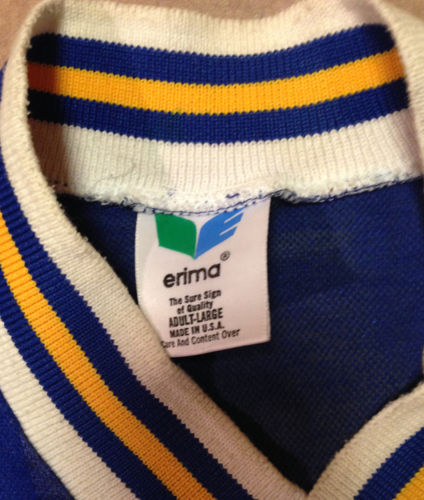 erima®
The Sure Sign
of Quality
ADULT-LARGE
MADE IN U.S.A.
Care And Content Over